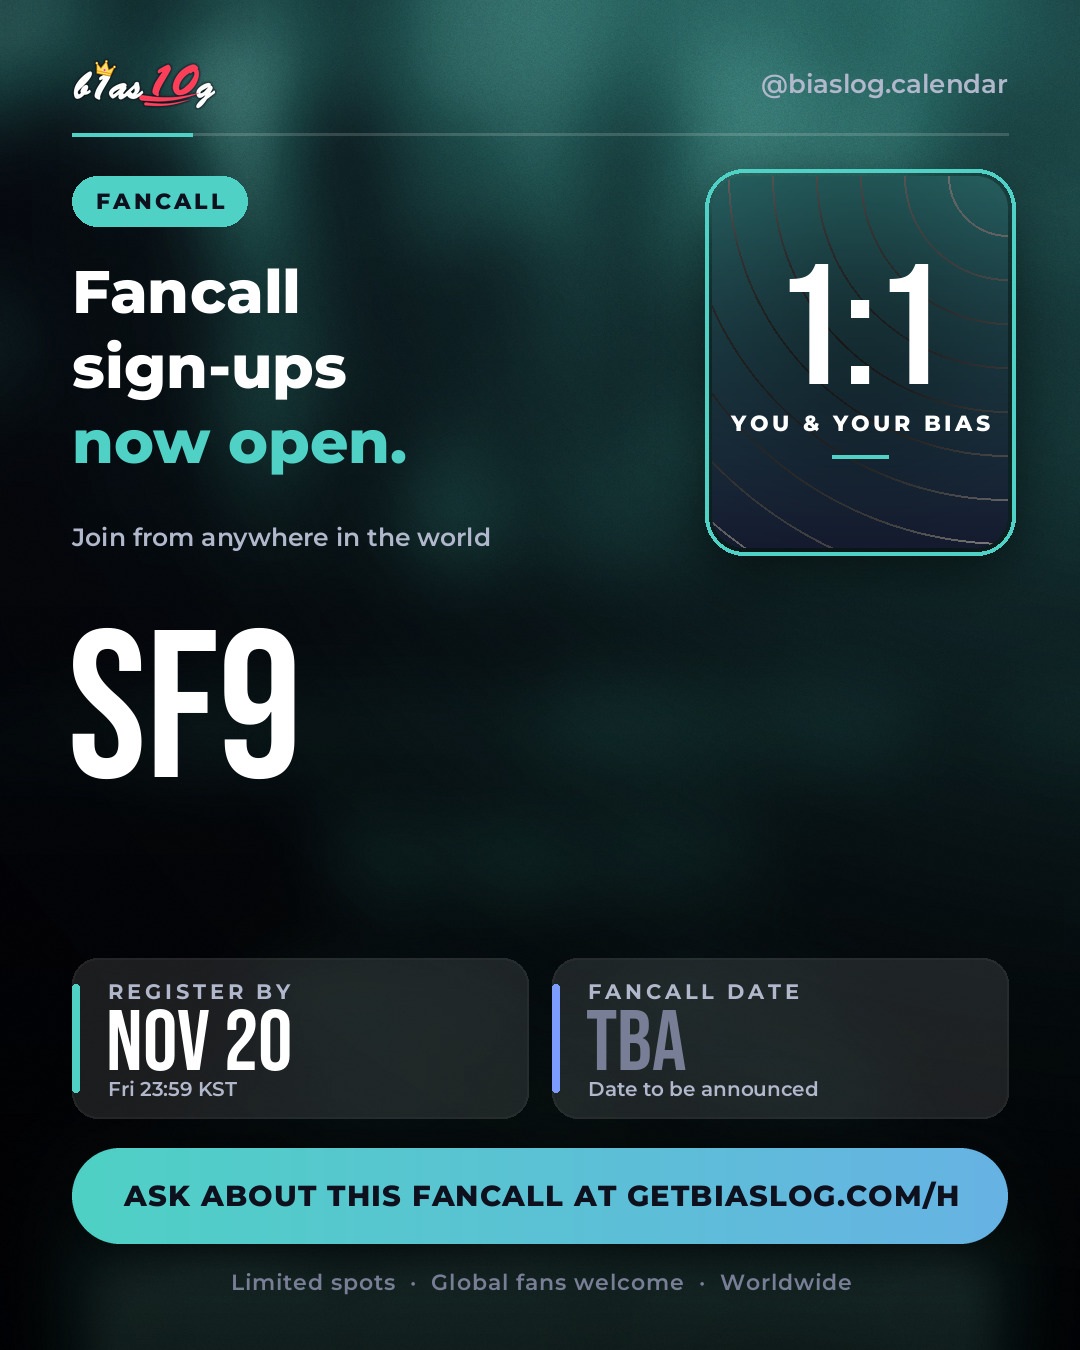 b1as10g
@biaslog.calendar
FANCALL
Fancall
sign-ups
now open.
Join from anywhere in the world
1:1
YOU & YOUR BIAS
SF9
REGISTER BY
NOV 20
Fri 23:59 KST
FANCALL DATE
TBA
Date to be announced
ASK ABOUT THIS FANCALL AT GETBIASLOG.COM/H
Limited spots • Global fans welcome • Worldwide